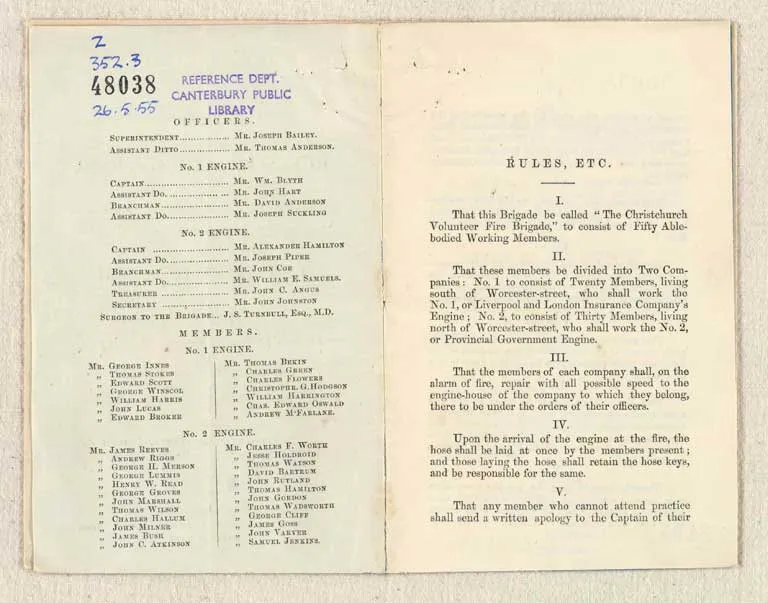 2
352.3
48038
26.5.55
REFERENCE DEPT.
CANTERBURY PUBLIC
LIBRARY
OFFICERS.
SUPERINTENDENT................. MR. JOSEPH BAILEY.
ASSISTANT DITTO................. MR. THOMAS ANDERSON.
No. 1 ENGINE.
CAPTAIN............................ MR. WM. BLYTH
ASSISTANT DO...................... MR. JOHN HART
BRANCHMAN....................... MR. DAVID ANDERSON
ASSISTANT DO..................... MR. JOSEPH SUCKLING
No. 2 ENGINE.
CAPTAIN ......................... MR. ALEXANDER HAMILTON
ASSISTANT DO..................... MR. JOSEPH PIPER
BRANCHMAN....................... MR. JOHN COE
ASSISTANT DO..................... MR. WILLIAM E. SAMUELS.
TREASURER ....................... MR. JOHN C. ANGUS
SECRETARY ....................... MR. JOHN JOHNSTON
SURGEON TO THE BRIGADE... J. S. TURNBULL, ESQ., M.D.
MEMBERS.
No. 1 ENGINE.
MR. GEORGE INNES
„ THOMAS STOKES
„ EDWARD SCOTT
„ GEORGE WINSCOL
„ WILLIAM HARRIS
„ JOHN LUCAS
„ EDWARD BROKER
MR. THOMAS BEKIN
„ CHARLES GREEN
„ CHARLES FLOWERS
„ CHRISTOPHR. G. HODGSON
„ WILLIAM HARRINGTON
„ CHAS. EDWARD OSWALD
„ ANDREW M'FARLANE.
No. 2 ENGINE.
MR. JAMES REEVES
„ ANDREW RIGGS
„ GEORGE H. MERSON
„ GEORGE LUMMIS
„ HENRY W. READ
„ GEORGE GROVES
„ JOHN MARSHALL
„ THOMAS WILSON
„ CHARLES HALLUM
„ JOHN MILNER
„ JAMES BUSH
„ JOHN C. ATKINSON
MR. CHARLES F. WORTH
„ JESSE HOLDROID
„ THOMAS WATSON
„ DAVID BARTRUM
„ JOHN RUTLAND
„ THOMAS HAMILTON
„ JOHN GORDON
„ THOMAS WADSWORTH
„ GEORGE CLIFF
„ JAMES GOSS
„ JOHN VARVER
„ SAMUEL JENKINS.
RULES, ETC.
I.
That this Brigade be called "The Christchurch
Volunteer Fire Brigade," to consist of Fifty Able-
bodied Working Members.
II.
That these members be divided into Two Com-
panies: No. 1 to consist of Twenty Members, living
south of Worcester-street, who shall work the
No. 1, or Liverpool and London Insurance Company's
Engine; No. 2, to consist of Thirty Members, living
north of Worcester-street, who shall work the No. 2,
or Provincial Government Engine.
III.
That the members of each company shall, on the
alarm of fire, repair with all possible speed to the
engine-house of the company to which they belong,
there to be under the orders of their officers.
IV.
Upon the arrival of the engine at the fire, the
hose shall be laid at once by the members present;
and those laying the hose shall retain the hose keys,
and be responsible for the same.
V.
That any member who cannot attend practice
shall send a written apology to the Captain of their